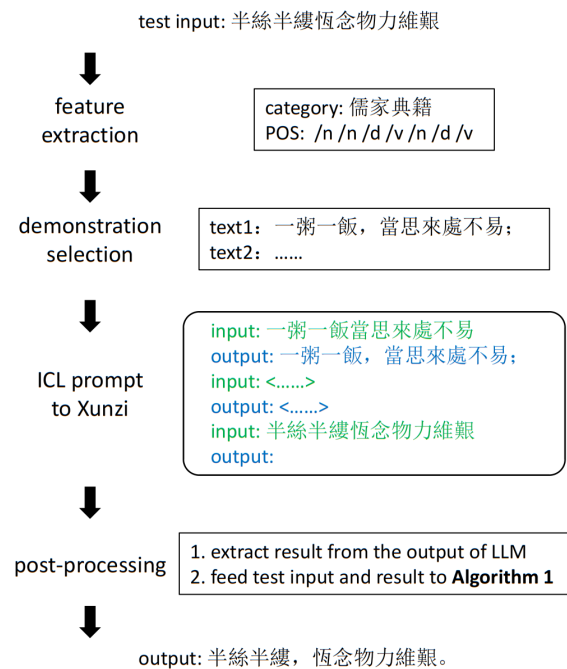 test input: 半絲半縷恆念物力維艱
feature
extraction
category: 儒家典籍
POS: /n /n /d /v /n /d /v
demonstration
selection
text1：一粥一飯，當思來處不易；
text2：……
ICL prompt
to Xunzi
input: 一粥一飯當思來處不易
output: 一粥一飯，當思來處不易；
input: <……>
output: <……>
input: 半絲半縷恆念物力維艱
output:
post-processing
1. extract result from the output of LLM
2. feed test input and result to Algorithm 1
output: 半絲半縷，恆念物力維艱。